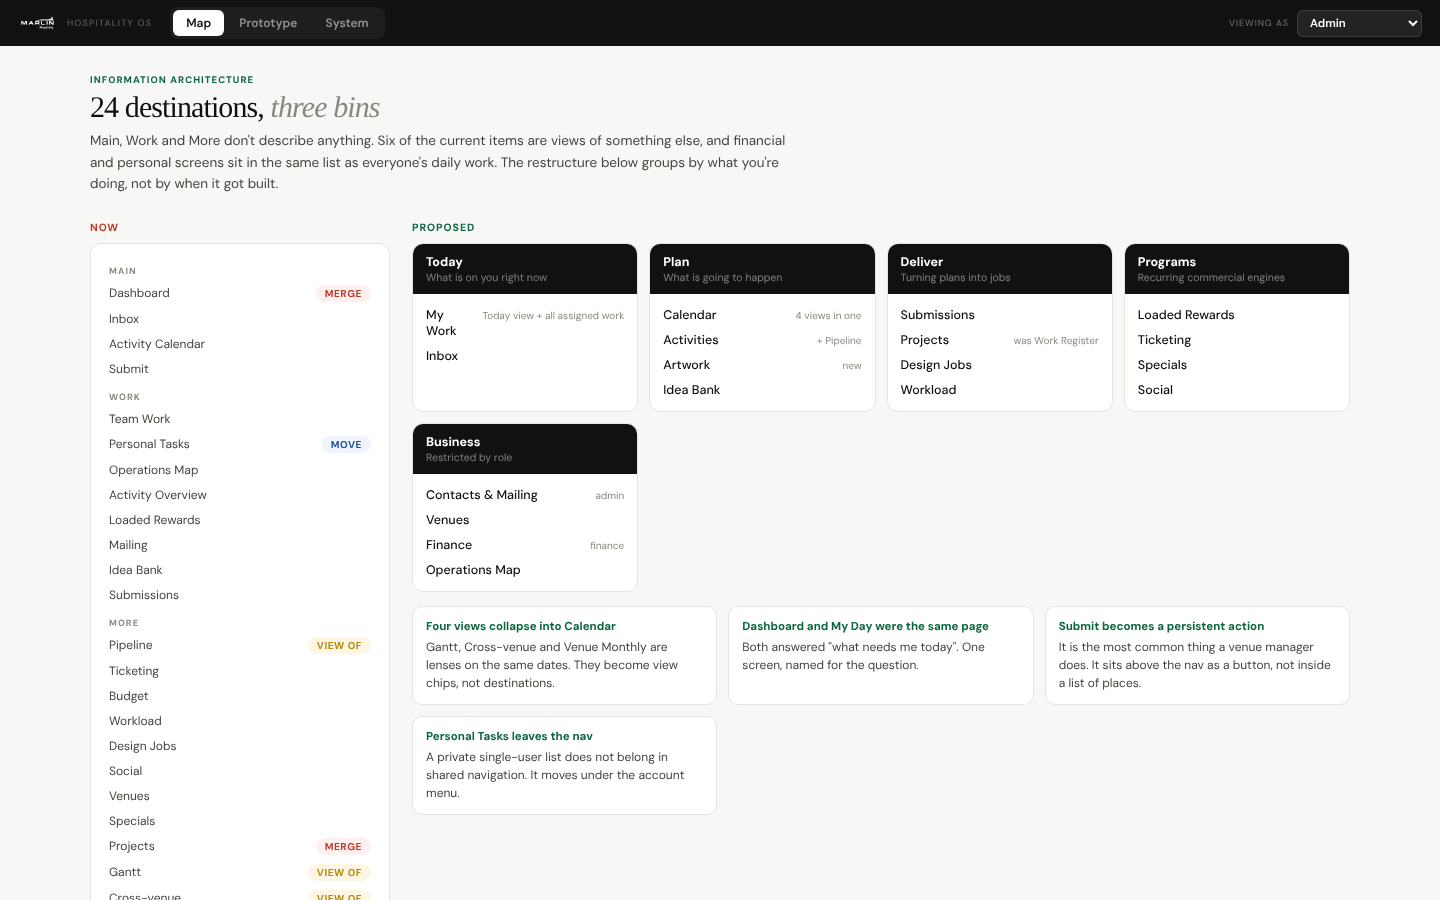 MARLIN
HOSPITALITY OS
Map
Prototype
System
VIEWING AS
Admin
INFORMATION ARCHITECTURE
24 destinations, three bins
Main, Work and More don't describe anything. Six of the current items are views of something else, and financial
and personal screens sit in the same list as everyone's daily work. The restructure below groups by what you're
doing, not by when it got built.
NOW
MAIN
Dashboard MERGE
Inbox
Activity Calendar
Submit
WORK
Team Work
Personal Tasks MOVE
Operations Map
Activity Overview
Loaded Rewards
Mailing
Idea Bank
Submissions
MORE
Pipeline VIEW OF
Ticketing
Budget
Workload
Design Jobs
Social
Venues
Specials
Projects MERGE
Gantt VIEW OF
Cross-venue VIEW OF
PROPOSED
Today
What is on you right now
My
Work
Today view + all assigned work
Inbox
Plan
What is going to happen
Calendar 4 views in one
Activities + Pipeline
Artwork new
Idea Bank
Deliver
Turning plans into jobs
Submissions
Projects was Work Register
Design Jobs
Workload
Programs
Recurring commercial engines
Loaded Rewards
Ticketing
Specials
Social
Business
Restricted by role
Contacts & Mailing admin
Venues
Finance finance
Operations Map
Four views collapse into Calendar
Gantt, Cross-venue and Venue Monthly are
lenses on the same dates. They become view
chips, not destinations.
Dashboard and My Day were the same page
Both answered "what needs me today". One
screen, named for the question.
Submit becomes a persistent action
It is the most common thing a venue manager
does. It sits above the nav as a button, not inside
a list of places.
Personal Tasks leaves the nav
A private single-user list does not belong in
shared navigation. It moves under the account
menu.